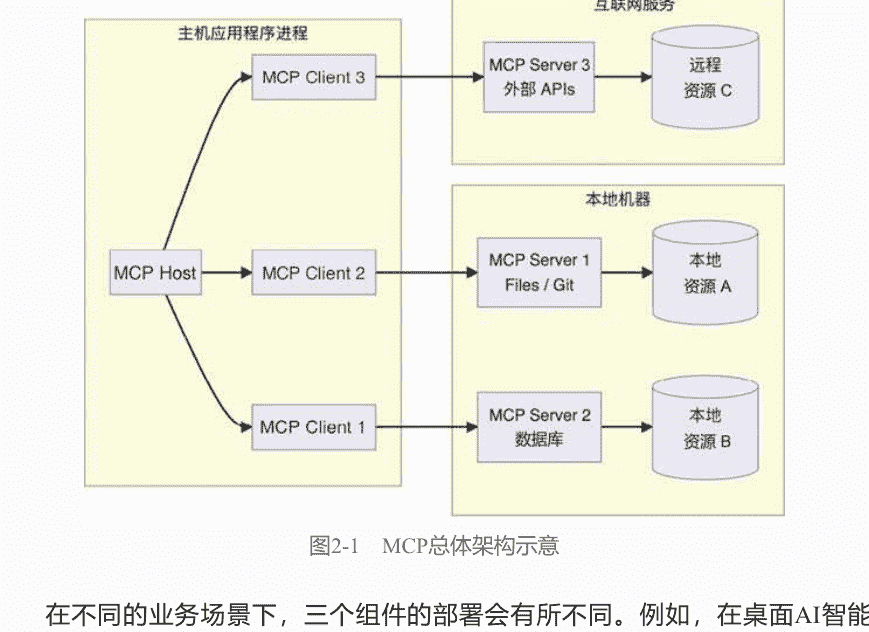 互联网服务
主机应用程序进程
MCP Client 3
MCP Server 3
外部 APIs
远程
资源 C
本地机器
MCP Host
MCP Client 2
MCP Server 1
Files / Git
本地
资源 A
MCP Client 1
MCP Server 2
数据库
本地
资源 B
图2-1 MCP总体架构示意
在不同的业务场景下，三个组件的部署会有所不同。例如，在桌面AI智能